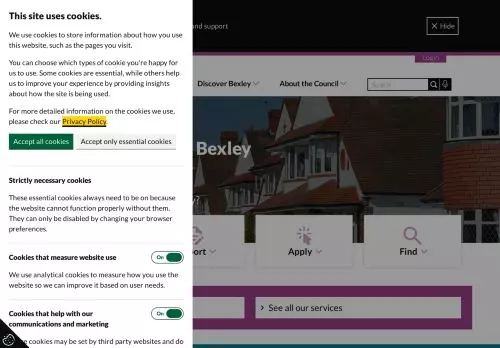 This site uses cookies.
We use cookies to store information about how you use
this website, such as the pages you visit.
You can choose which types of cookie you're happy for
us to use. Some cookies are essential, while others help
us to improve your experience by providing insights
about how the site is being used.
For more detailed information on the cookies we use,
please check our Privacy Policy.
Accept all cookies
Accept only essential cookies
Strictly necessary cookies
These essential cookies always need to be on because
the website cannot function properly without them.
They can only be disabled by changing your browser
preferences.
Cookies that measure website use
On
We use analytical cookies to measure how you use the
website so we can improve it based on user needs.
Cookies that help with our
communications and marketing
On
cookies may be set by third party websites and do
and support
Hide
Login
Discover Bexley
About the Council
Search
Bexley
y?
ort
Apply
Find
See all our services